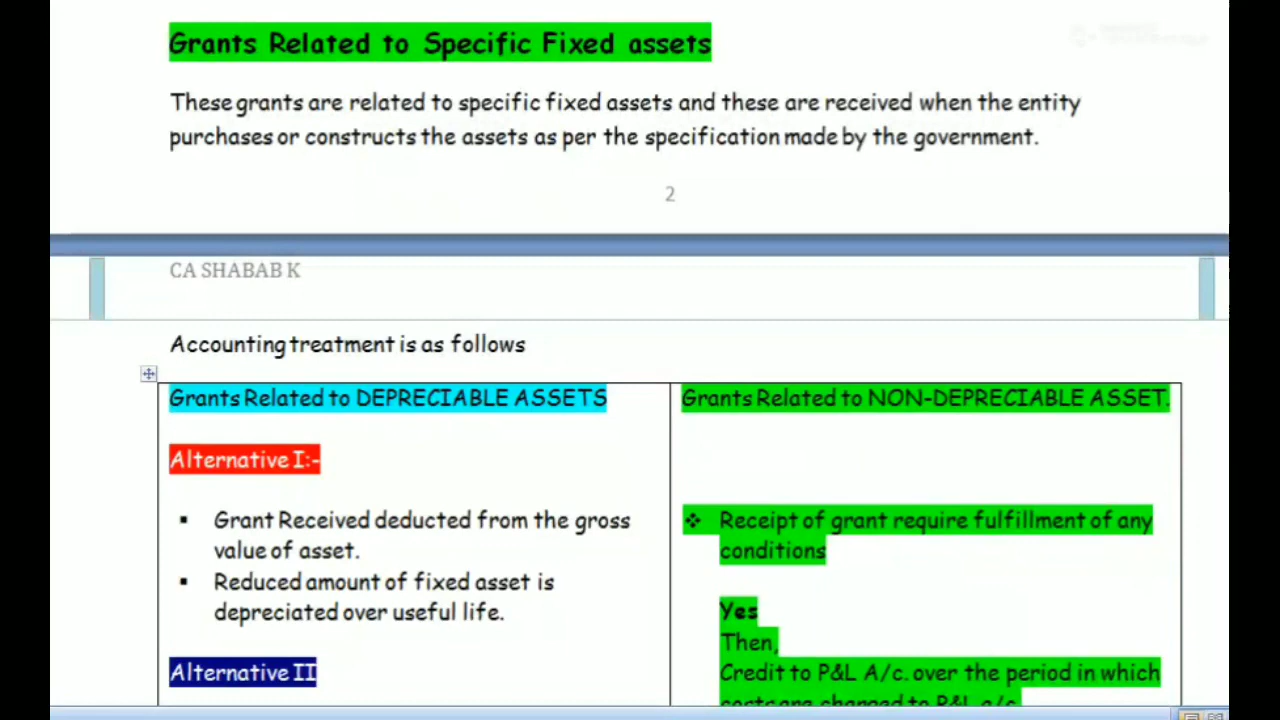 Grants Related to Specific Fixed assets
These grants are related to specific fixed assets and these are received when the entity
purchases or constructs the assets as per the specification made by the government.
2
CA SHABAB K
Accounting treatment is as follows
Grants Related to DEPRECIABLE ASSETS
Alternative I:-
▪ Grant Received deducted from the gross
value of asset.
▪ Reduced amount of fixed asset is
depreciated over useful life.
Alternative II
Grants Related to NON-DEPRECIABLE ASSET.
❖ Receipt of grant require fulfillment of any
conditions
Yes
Then,
Credit to P&L A/c. over the period in which
costs are charged to P&L a/c